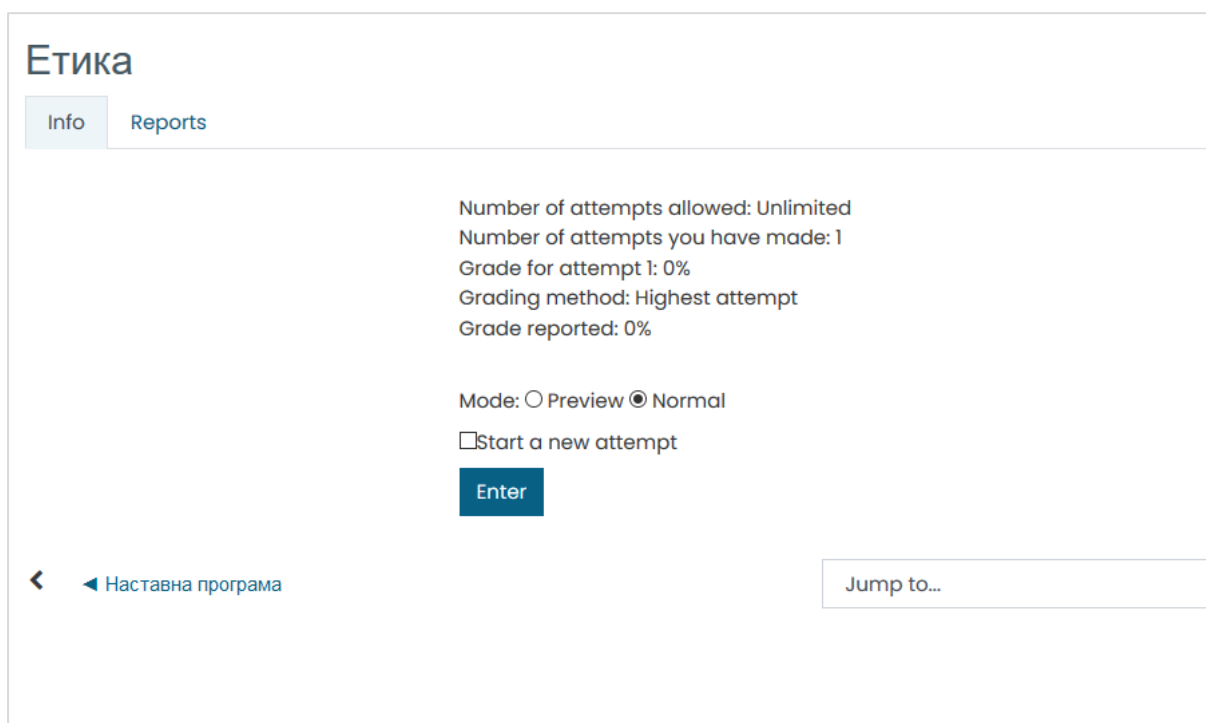 Етика
Info Reports
Number of attempts allowed: Unlimited
Number of attempts you have made: 1
Grade for attempt 1: 0%
Grading method: Highest attempt
Grade reported: 0%
Mode: Preview Normal
Start a new attempt
Enter
◄ Наставна програма Jump to...